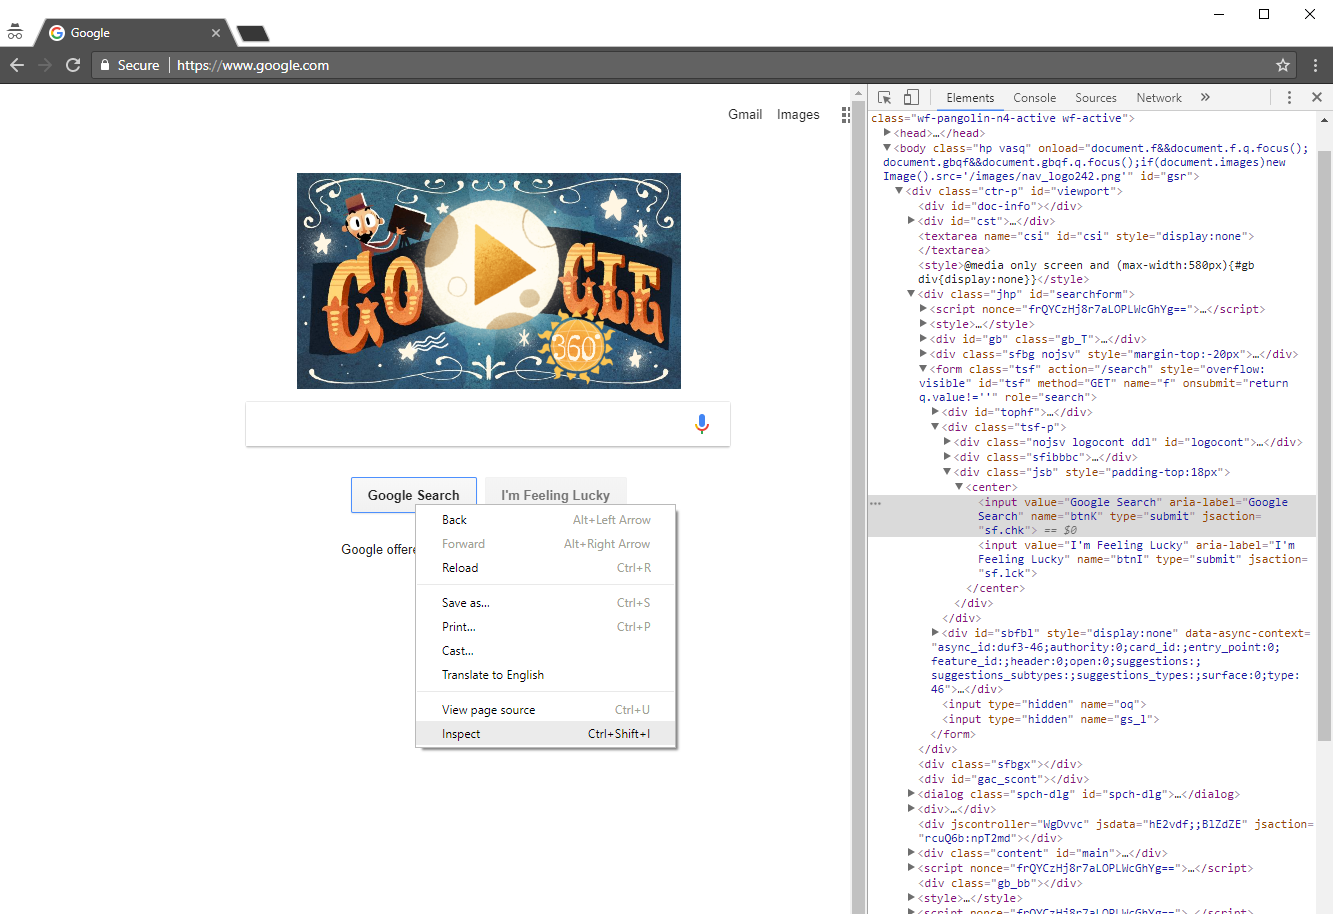 Google
Secure | https://www.google.com
Gmail Images
GOOGLE
360°
Google Search I'm Feeling Lucky
Google offere
Back Alt+Left Arrow
Forward Alt+Right Arrow
Reload Ctrl+R
Save as... Ctrl+S
Print... Ctrl+P
Cast...
Translate to English
View page source Ctrl+U
Inspect Ctrl+Shift+I
Elements Console Sources Network »
class="wf-pangolin-n4-active wf-active">
▶<head>…</head>
▼<body class="hp vasq" onload="document.f&&document.f.q.focus();
document.gbqf&&document.gbqf.q.focus();if(document.images)new
Image().src='/images/nav_logo242.png'" id="gsr">
▼<div class="ctr-p" id="viewport">
<div id="doc-info"></div>
▶<div id="cst">…</div>
<textarea name="csi" id="csi" style="display:none">
</textarea>
<style>@media only screen and (max-width:580px){#gb
div{display:none}}</style>
▼<div class="jhp" id="searchform">
▶<script nonce="frQYCzHj8r7aLOPLWcGhYg==">…</script>
▶<style>…</style>
▶<div id="gb" class="gb_T">…</div>
▶<div class="sfbg nojsv" style="margin-top:-20px">…</div>
▼<form class="tsf" action="/search" style="overflow:
visible" id="tsf" method="GET" name="f" onsubmit="return
q.value!=''" role="search">
▶<div id="tophf">…</div>
▼<div class="tsf-p">
▶<div class="nojsv logocont ddl" id="logocont">…</div>
▶<div class="sfibbbc">…</div>
▼<div class="jsb" style="padding-top:18px">
▼<center>
… <input value="Google Search" aria-label="Google
Search" name="btnK" type="submit" jsaction=
"sf.chk"> == $0
<input value="I'm Feeling Lucky" aria-label="I'm
Feeling Lucky" name="btnI" type="submit" jsaction=
"sf.lck">
</center>
</div>
</div>
▶<div id="sbfbl" style="display:none" data-async-context=
"async_id:duf3-46;authority:0;card_id:;entry_point:0;
feature_id:;header:0;open:0;suggestions:;
suggestions_subtypes:;suggestions_types:;surface:0;type:
46">…</div>
<input type="hidden" name="oq">
<input type="hidden" name="gs_l">
</form>
</div>
<div class="sfbgx"></div>
<div id="gac_scont"></div>
▶<dialog class="spch-dlg" id="spch-dlg">…</dialog>
▶<div>…</div>
<div jscontroller="WgDvvc" jsdata="hE2vdf;;BlZdZE" jsaction=
"rcuQ6b:npT2md"></div>
▶<div class="content" id="main">…</div>
▶<script nonce="frQYCzHj8r7aLOPLWcGhYg==">…</script>
<div class="gb_bb"></div>
▶<style>…</style>
▶<script nonce="frQYCzHj8r7aLOPLWcGhYg==">…</script>